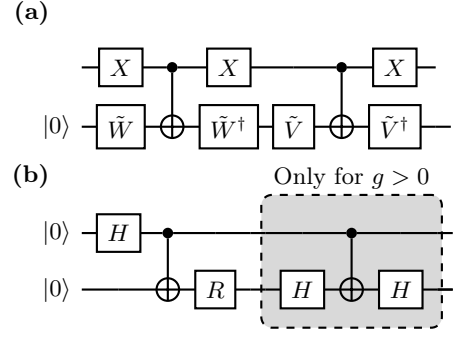 (a)
X X X
|0⟩ W̃ W̃† Ṽ Ṽ†
(b) Only for g > 0
|0⟩ H
|0⟩ R H H